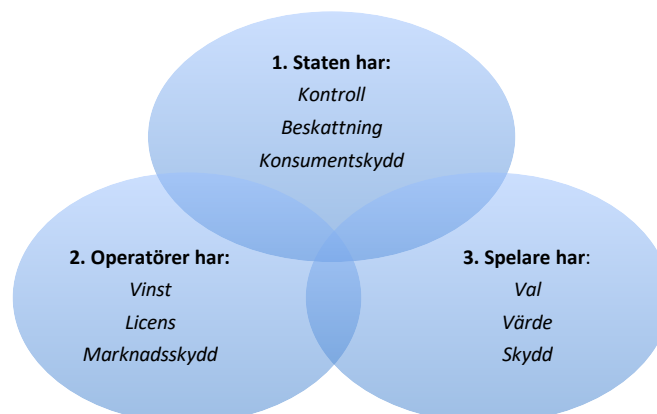 1. Staten har:
Kontroll
Beskattning
Konsumentskydd
2. Operatörer har:
Vinst
Licens
Marknadsskydd
3. Spelare har:
Val
Värde
Skydd